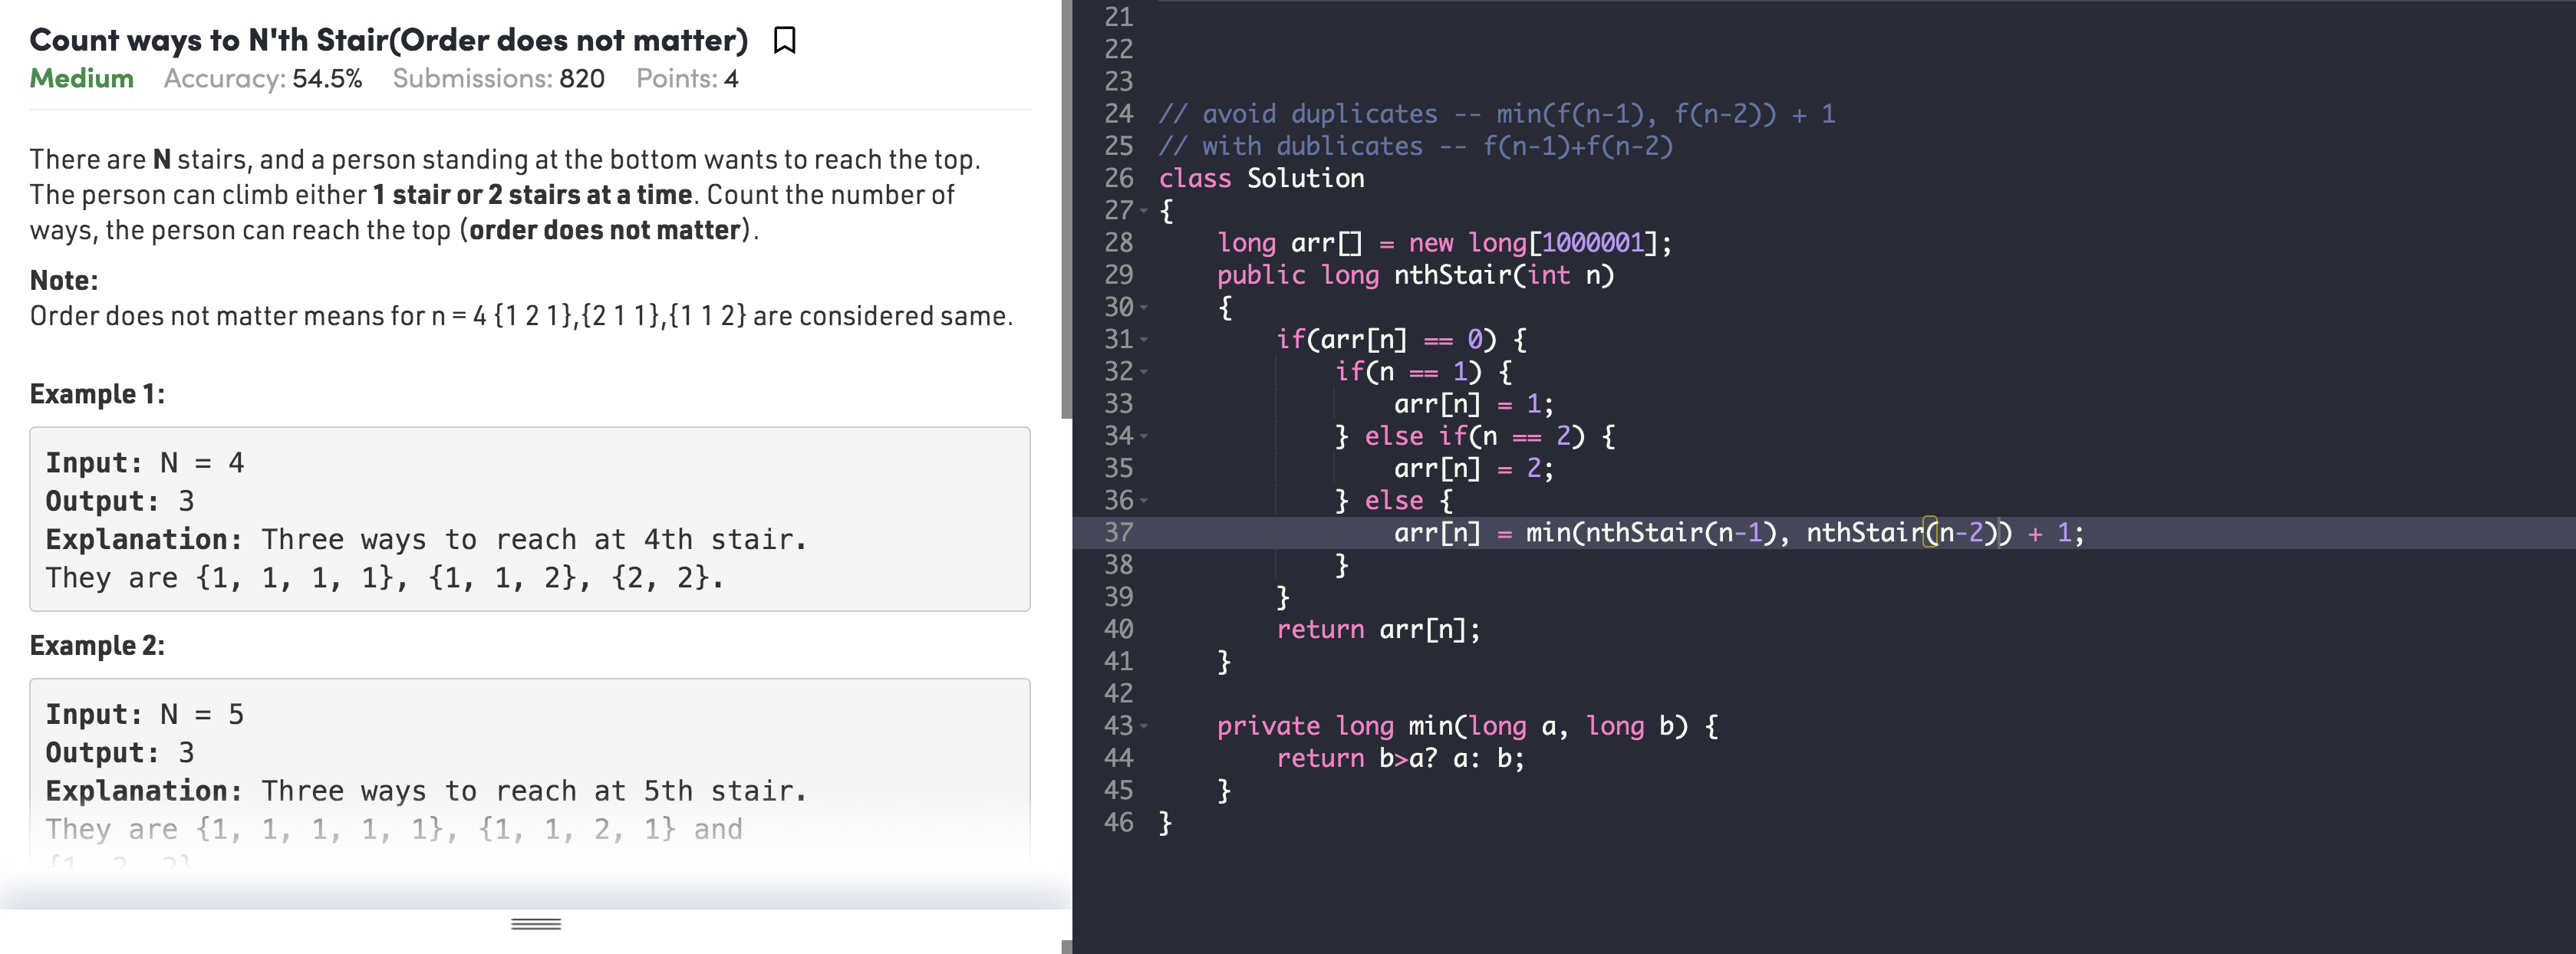 Count ways to N'th Stair(Order does not matter)
Medium Accuracy: 54.5% Submissions: 820 Points: 4
There are N stairs, and a person standing at the bottom wants to reach the top.
The person can climb either 1 stair or 2 stairs at a time. Count the number of
ways, the person can reach the top (order does not matter).
Note:
Order does not matter means for n = 4 {1 2 1},{2 1 1},{1 1 2} are considered same.
Example 1:
Input: N = 4
Output: 3
Explanation: Three ways to reach at 4th stair.
They are {1, 1, 1, 1}, {1, 1, 2}, {2, 2}.
Example 2:
Input: N = 5
Output: 3
Explanation: Three ways to reach at 5th stair.
They are {1, 1, 1, 1, 1}, {1, 1, 2, 1} and
{1, 2, 2}
21
22
23
24 // avoid duplicates -- min(f(n-1), f(n-2)) + 1
25 // with dublicates -- f(n-1)+f(n-2)
26 class Solution
27 {
28     long arr[] = new long[1000001];
29     public long nthStair(int n)
30     {
31         if(arr[n] == 0) {
32             if(n == 1) {
33                 arr[n] = 1;
34             } else if(n == 2) {
35                 arr[n] = 2;
36             } else {
37                 arr[n] = min(nthStair(n-1), nthStair(n-2)) + 1;
38             }
39         }
40         return arr[n];
41     }
42
43     private long min(long a, long b) {
44         return b>a? a: b;
45     }
46 }